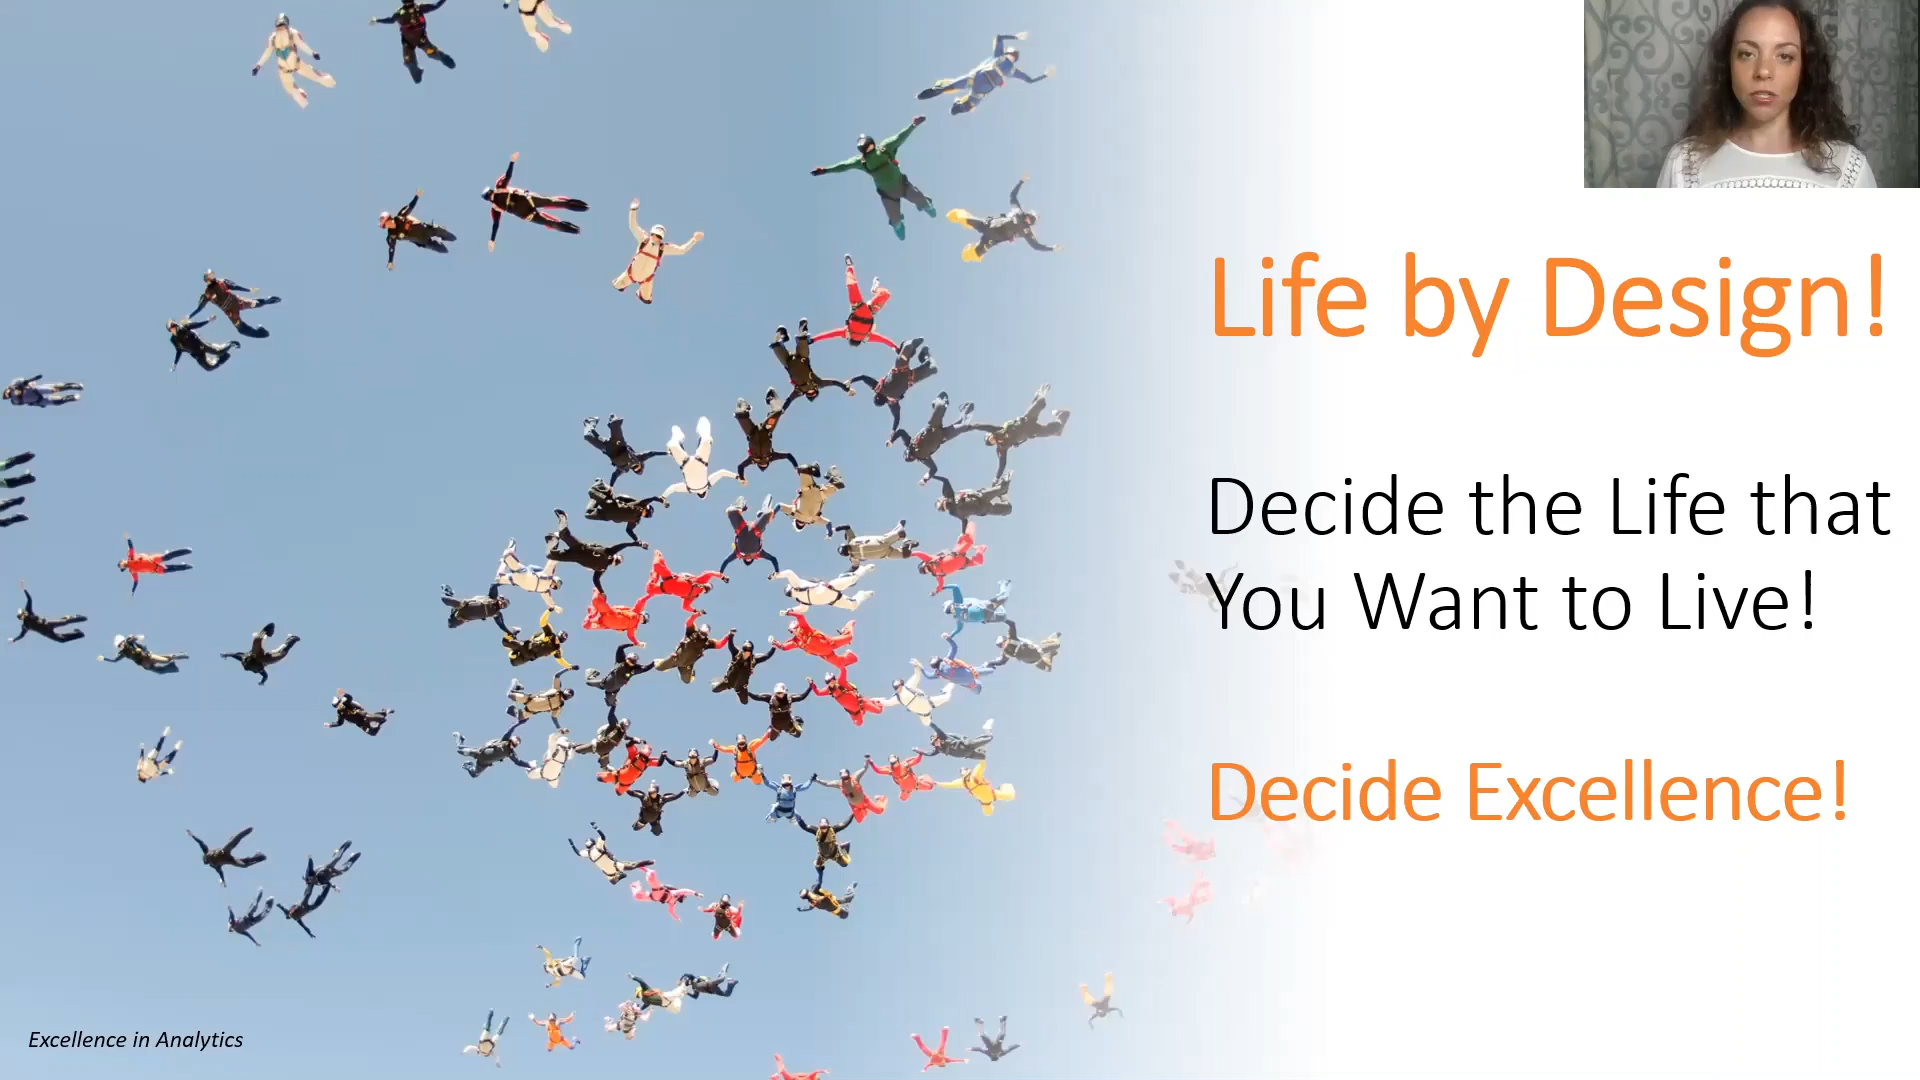 Life by Design!
Decide the Life that
You Want to Live!
Decide Excellence!
Excellence in Analytics